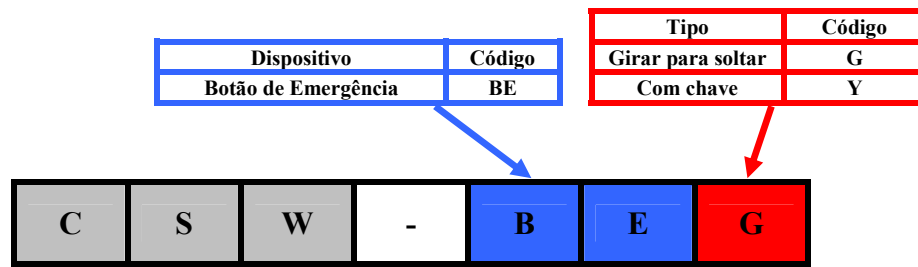 Dispositivo Código
Botão de Emergência BE
Tipo Código
Girar para soltar G
Com chave Y
C S W - B E G